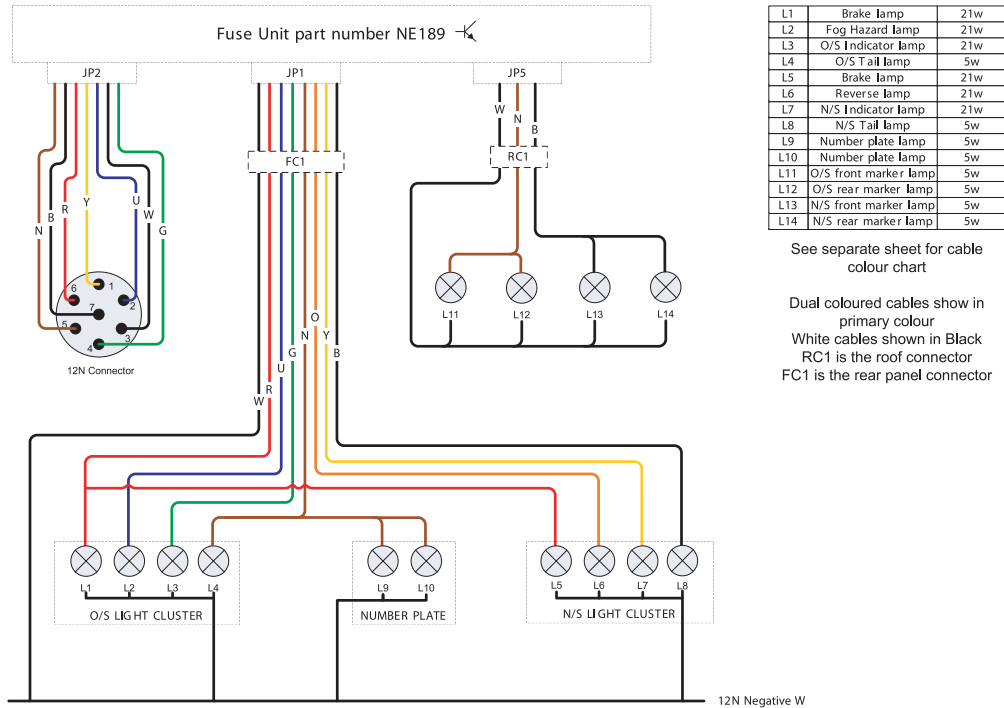 Fuse Unit part number NE189
JP2
JP1
JP5
W
N
B
FC1
RC1
N
B
R
Y
U
W
G
6
1
7
2
5
3
4
12N Connector
L11
L12
L13
L14
W
R
U
G
N
O
Y
B
L1
L2
L3
L4
O/S LIGHT CLUSTER
L9
L10
NUMBER PLATE
L5
L6
L7
L8
N/S LIGHT CLUSTER
12N Negative W
L1 Brake lamp 21w
L2 Fog Hazard lamp 21w
L3 O/S Indicator lamp 21w
L4 O/S Tail lamp 5w
L5 Brake lamp 21w
L6 Reverse lamp 21w
L7 N/S Indicator lamp 21w
L8 N/S Tail lamp 5w
L9 Number plate lamp 5w
L10 Number plate lamp 5w
L11 O/S front marker lamp 5w
L12 O/S rear marker lamp 5w
L13 N/S front marker lamp 5w
L14 N/S rear marker lamp 5w
See separate sheet for cable
colour chart
Dual coloured cables show in
primary colour
White cables shown in Black
RC1 is the roof connector
FC1 is the rear panel connector